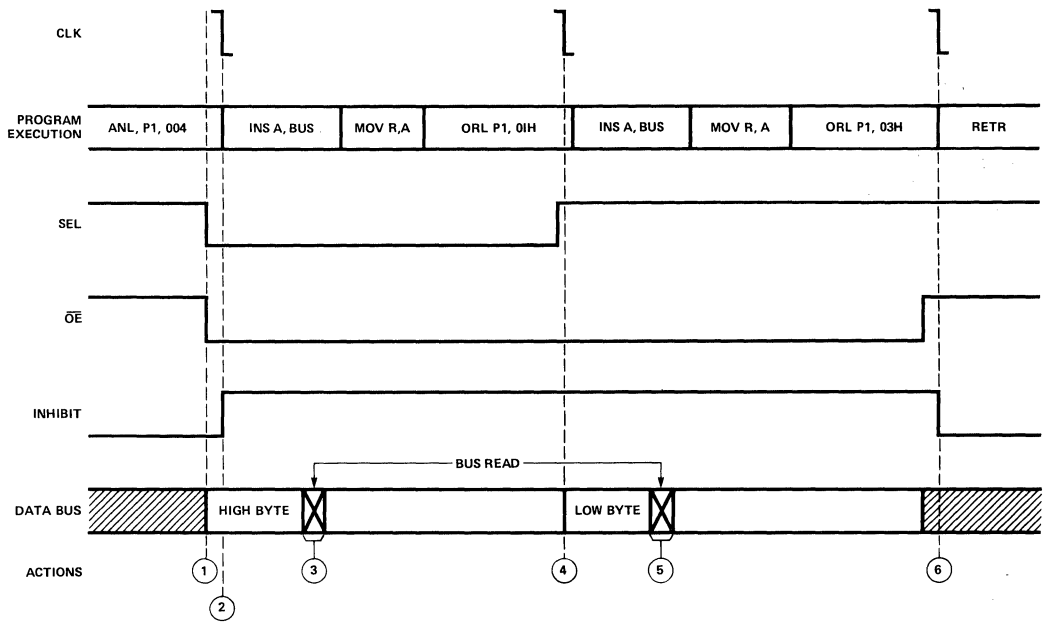 CLK
PROGRAM
EXECUTION
ANL, P1, 004
INS A, BUS
MOV R,A
ORL P1, 0IH
INS A, BUS
MOV R, A
ORL P1, 03H
RETR
SEL
OE
INHIBIT
BUS READ
DATA BUS
HIGH BYTE
LOW BYTE
ACTIONS
1
3
4
5
6
2